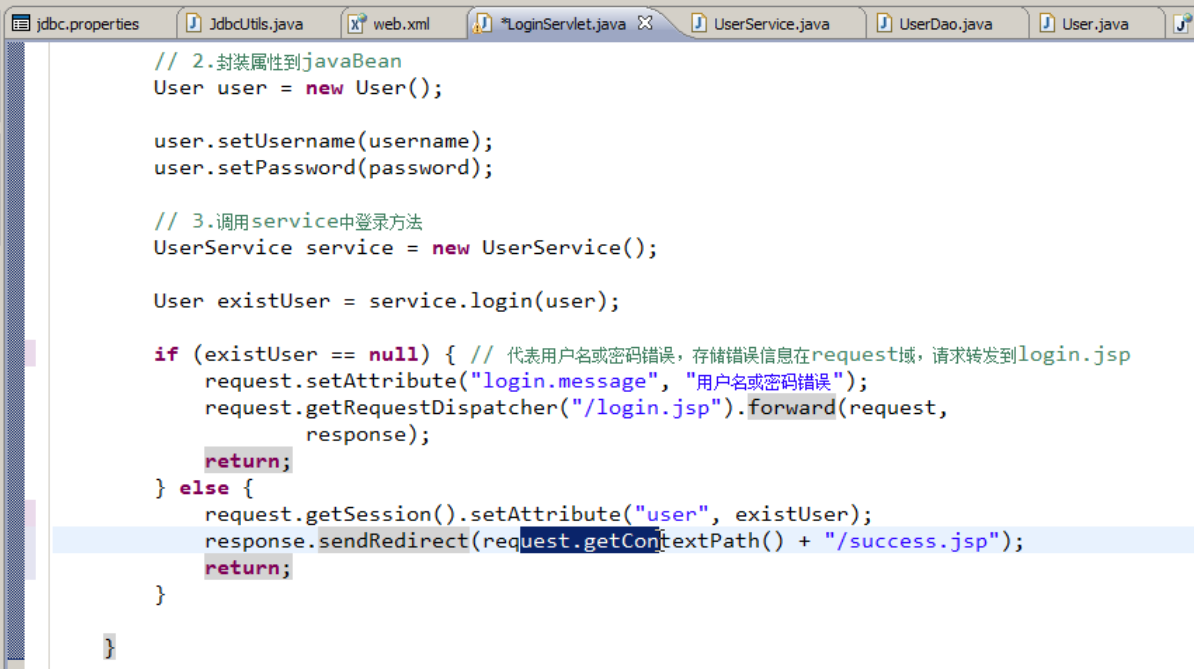 jdbc.properties JdbcUtils.java web.xml *LoginServlet.java UserService.java UserDao.java User.java
// 2.封装属性到javaBean
User user = new User();
user.setUsername(username);
user.setPassword(password);
// 3.调用service中登录方法
UserService service = new UserService();
User existUser = service.login(user);
if (existUser == null) { // 代表用户名或密码错误，存储错误信息在request域，请求转发到login.jsp
request.setAttribute("login.message", "用户名或密码错误");
request.getRequestDispatcher("/login.jsp").forward(request,
response);
return;
} else {
request.getSession().setAttribute("user", existUser);
response.sendRedirect(request.getContextPath() + "/success.jsp");
return;
}
}